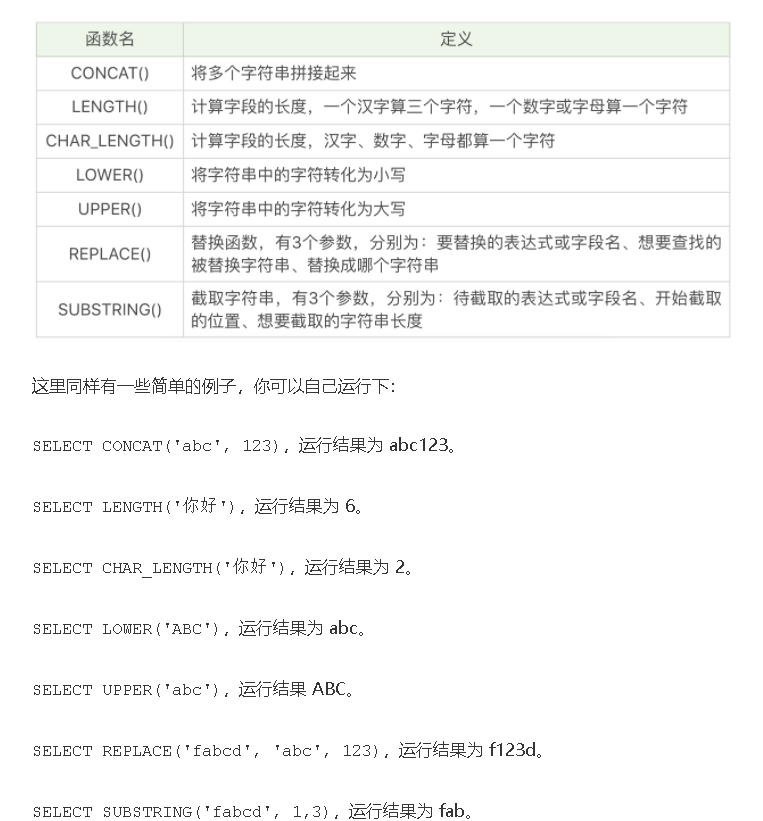 函数名 定义
CONCAT() 将多个字符串拼接起来
LENGTH() 计算字段的长度，一个汉字算三个字符，一个数字或字母算一个字符
CHAR_LENGTH() 计算字段的长度，汉字、数字、字母都算一个字符
LOWER() 将字符串中的字符转化为小写
UPPER() 将字符串中的字符转化为大写
REPLACE() 替换函数，有3个参数，分别为：要替换的表达式或字段名、想要查找的
被替换字符串、替换成哪个字符串
SUBSTRING() 截取字符串，有3个参数，分别为：待截取的表达式或字段名、开始截取
的位置、想要截取的字符串长度
这里同样有一些简单的例子，你可以自己运行下：
SELECT CONCAT('abc', 123)，运行结果为 abc123。
SELECT LENGTH('你好')，运行结果为 6。
SELECT CHAR_LENGTH('你好')，运行结果为 2。
SELECT LOWER('ABC')，运行结果为 abc。
SELECT UPPER('abc')，运行结果 ABC。
SELECT REPLACE('fabcd', 'abc', 123)，运行结果为 f123d。
SELECT SUBSTRING('fabcd', 1,3)，运行结果为 fab。